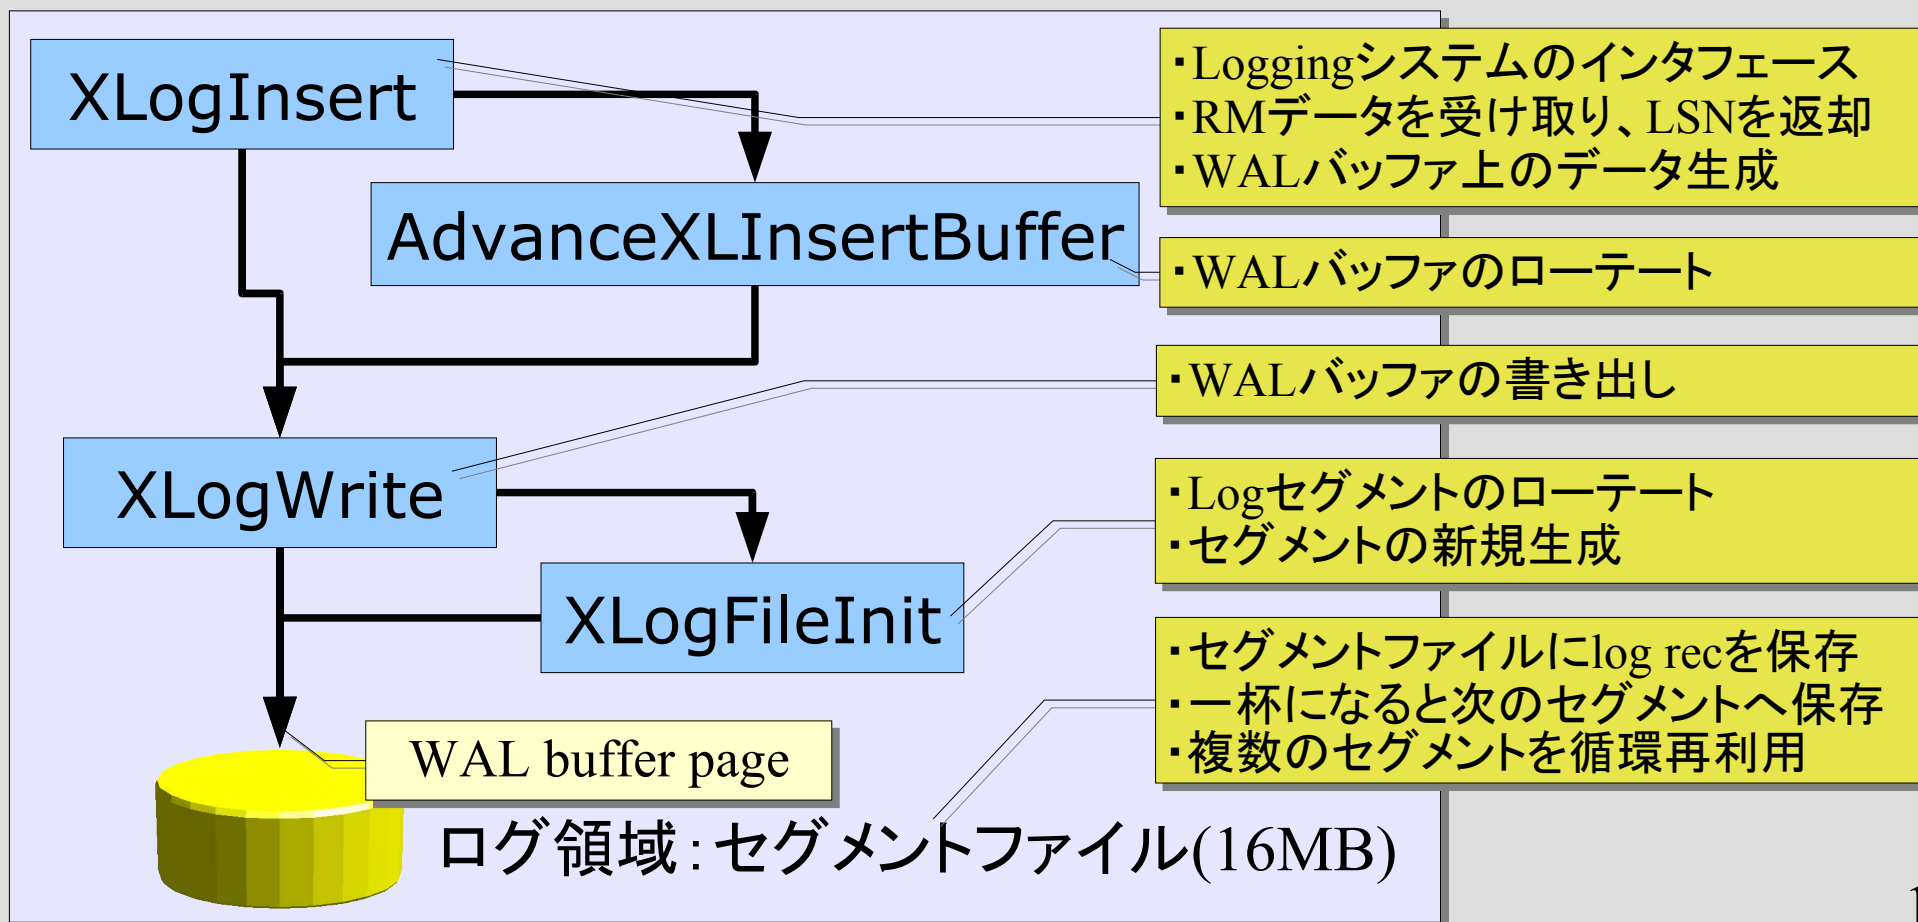 XLogInsert
・Loggingシステムのインタフェース
・RMデータを受け取り、LSNを返却
・WALバッファ上のデータ生成
AdvanceXLInsertBuffer
・WALバッファのローテート
・WALバッファの書き出し
XLogWrite
・Logセグメントのローテート
・セグメントの新規生成
XLogFileInit
・セグメントファイルにlog recを保存
・一杯になると次のセグメントへ保存
・複数のセグメントを循環再利用
WAL buffer page
ログ領域：セグメントファイル(16MB)